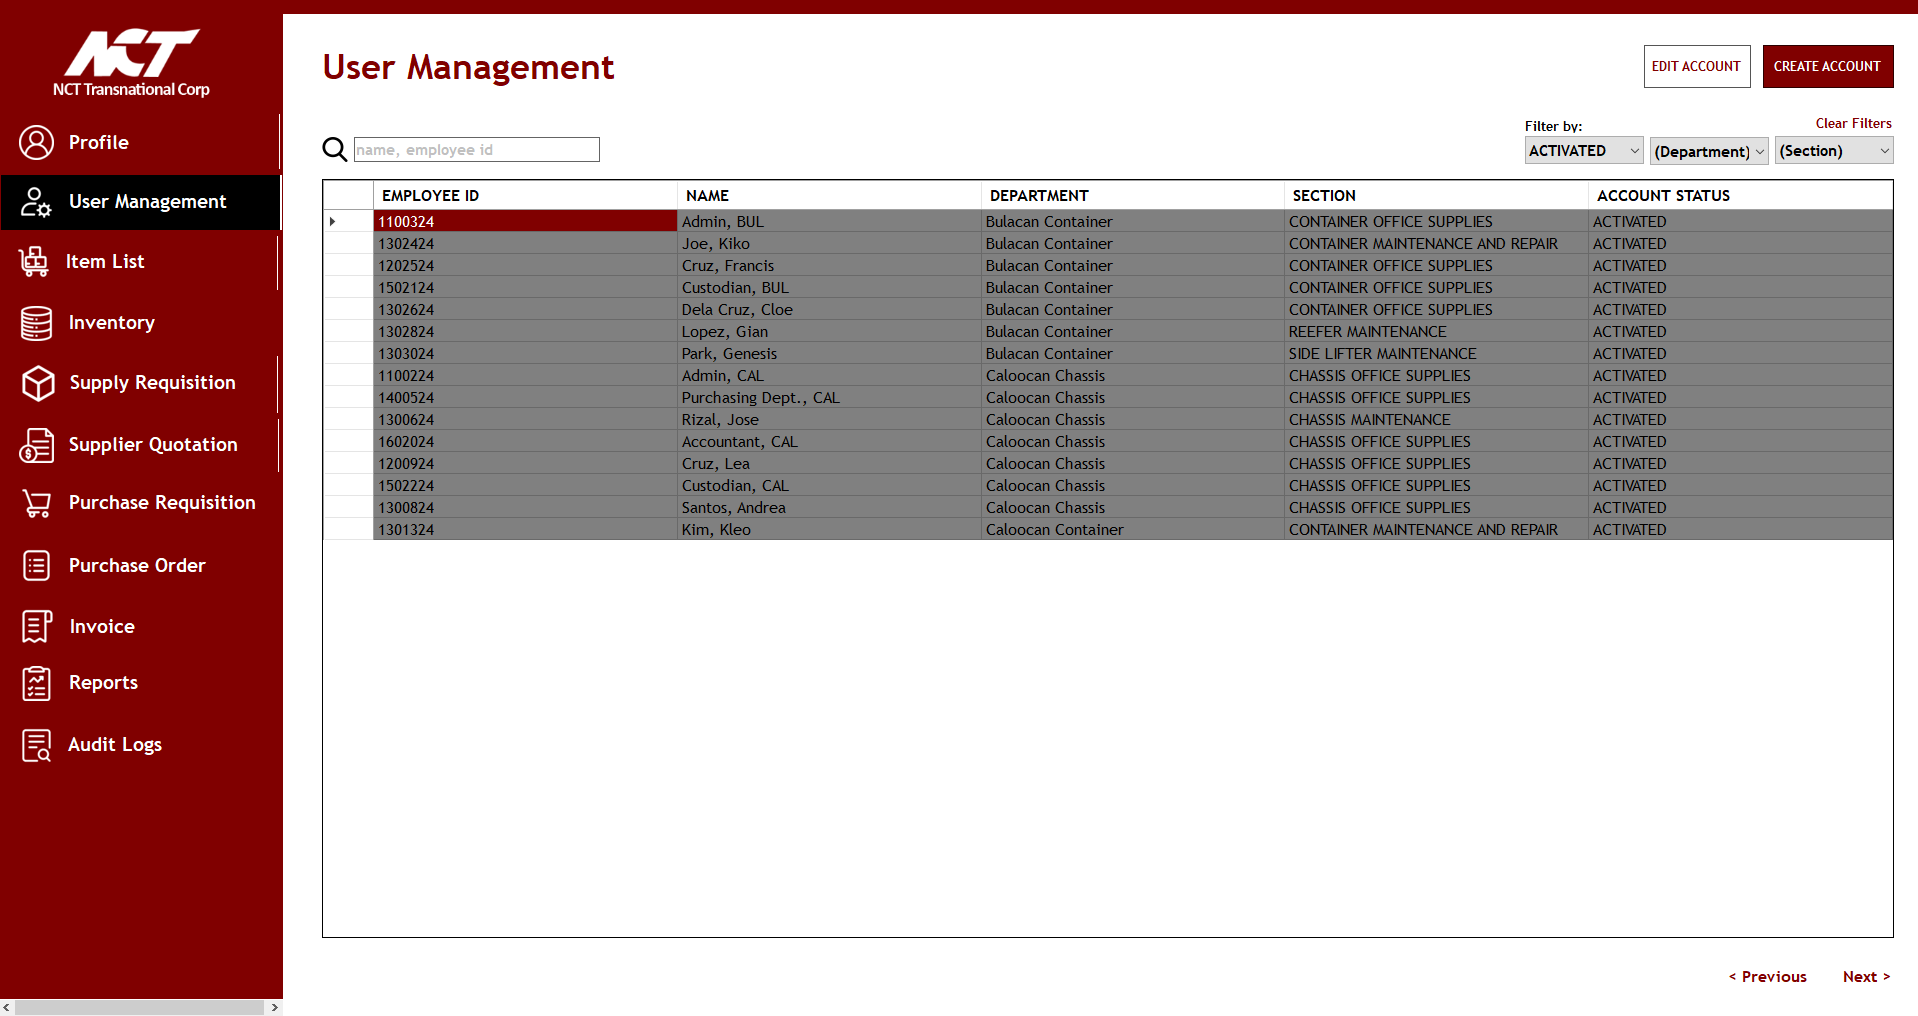 NCT
NCT Transnational Corp
Profile
User Management
Item List
Inventory
Supply Requisition
Supplier Quotation
Purchase Requisition
Purchase Order
Invoice
Reports
Audit Logs
User Management
EDIT ACCOUNT
CREATE ACCOUNT
name, employee id
Filter by:
Clear Filters
ACTIVATED
(Department)
(Section)
EMPLOYEE ID NAME DEPARTMENT SECTION ACCOUNT STATUS
1100324 Admin, BUL Bulacan Container CONTAINER OFFICE SUPPLIES ACTIVATED
1302424 Joe, Kiko Bulacan Container CONTAINER MAINTENANCE AND REPAIR ACTIVATED
1202524 Cruz, Francis Bulacan Container CONTAINER OFFICE SUPPLIES ACTIVATED
1502124 Custodian, BUL Bulacan Container CONTAINER OFFICE SUPPLIES ACTIVATED
1302624 Dela Cruz, Cloe Bulacan Container CONTAINER OFFICE SUPPLIES ACTIVATED
1302824 Lopez, Gian Bulacan Container REEFER MAINTENANCE ACTIVATED
1303024 Park, Genesis Bulacan Container SIDE LIFTER MAINTENANCE ACTIVATED
1100224 Admin, CAL Caloocan Chassis CHASSIS OFFICE SUPPLIES ACTIVATED
1400524 Purchasing Dept., CAL Caloocan Chassis CHASSIS OFFICE SUPPLIES ACTIVATED
1300624 Rizal, Jose Caloocan Chassis CHASSIS MAINTENANCE ACTIVATED
1602024 Accountant, CAL Caloocan Chassis CHASSIS OFFICE SUPPLIES ACTIVATED
1200924 Cruz, Lea Caloocan Chassis CHASSIS OFFICE SUPPLIES ACTIVATED
1502224 Custodian, CAL Caloocan Chassis CHASSIS OFFICE SUPPLIES ACTIVATED
1300824 Santos, Andrea Caloocan Chassis CHASSIS OFFICE SUPPLIES ACTIVATED
1301324 Kim, Kleo Caloocan Container CONTAINER MAINTENANCE AND REPAIR ACTIVATED
< Previous
Next >